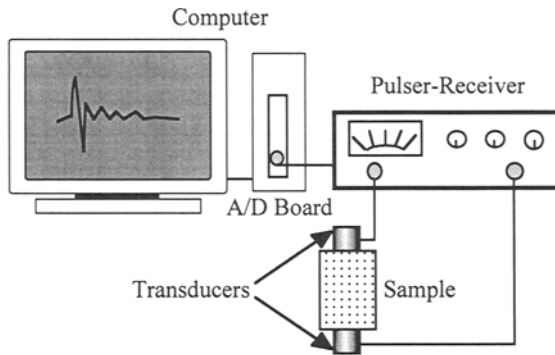 Computer
Pulser-Receiver
A/D Board
Transducers
Sample